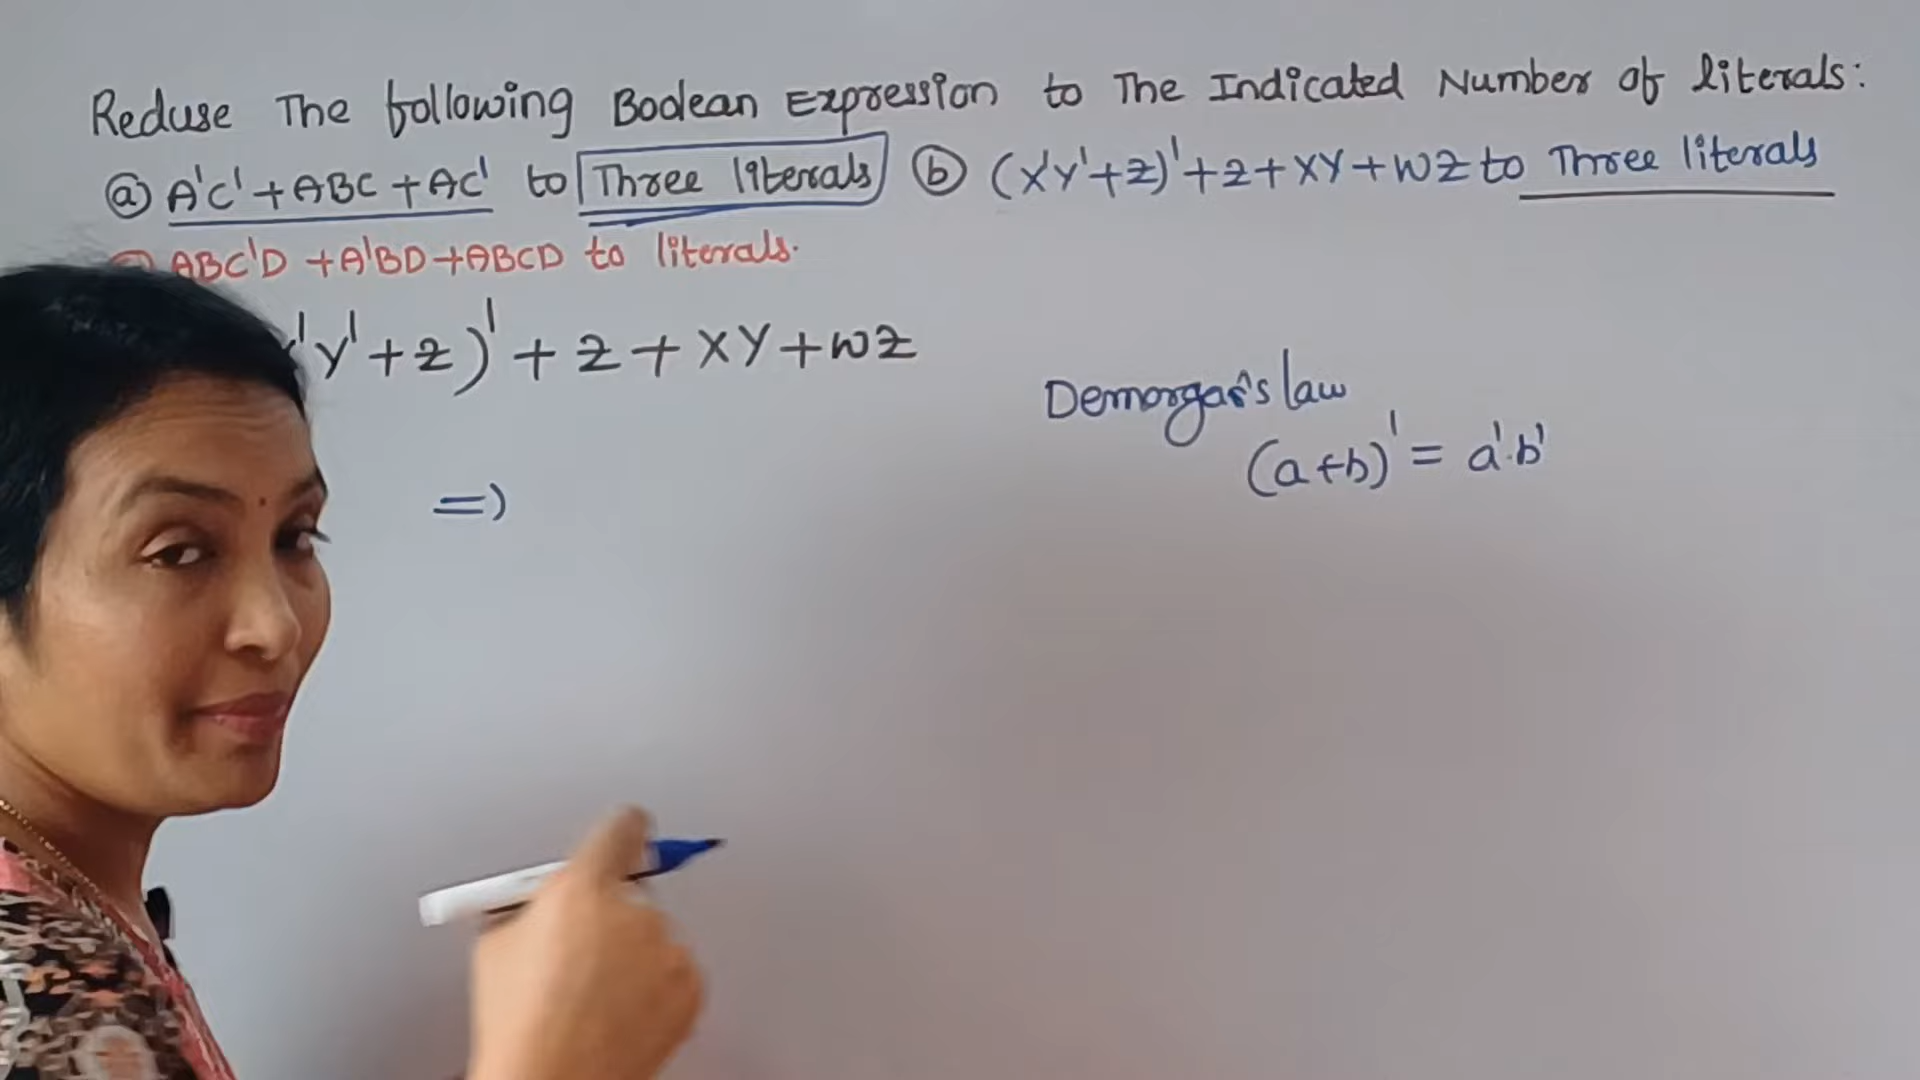 Reduse The following Boolean Expression to The Indicated Number of literals:
ⓐ A'C' + ABC + AC' to Three literals ⓑ (X'Y'+Z)'+Z+XY+WZ to Three literals
ABC'D + A'BD + ABCD to literals.
'Y' + Z)' + Z + XY + WZ
Demorgan's law
(a+b)' = a'.b'
=>